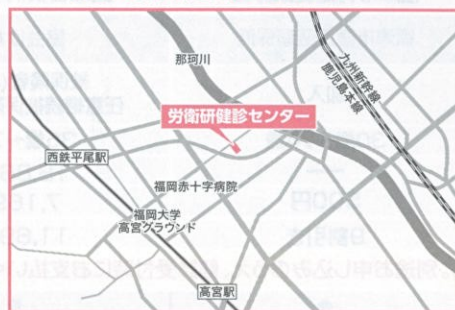 那珂川
九州新幹線
鹿児島本線
労衛研健診センター
西鉄平尾駅
福岡赤十字病院
福岡大学
高宮グラウンド
高宮駅